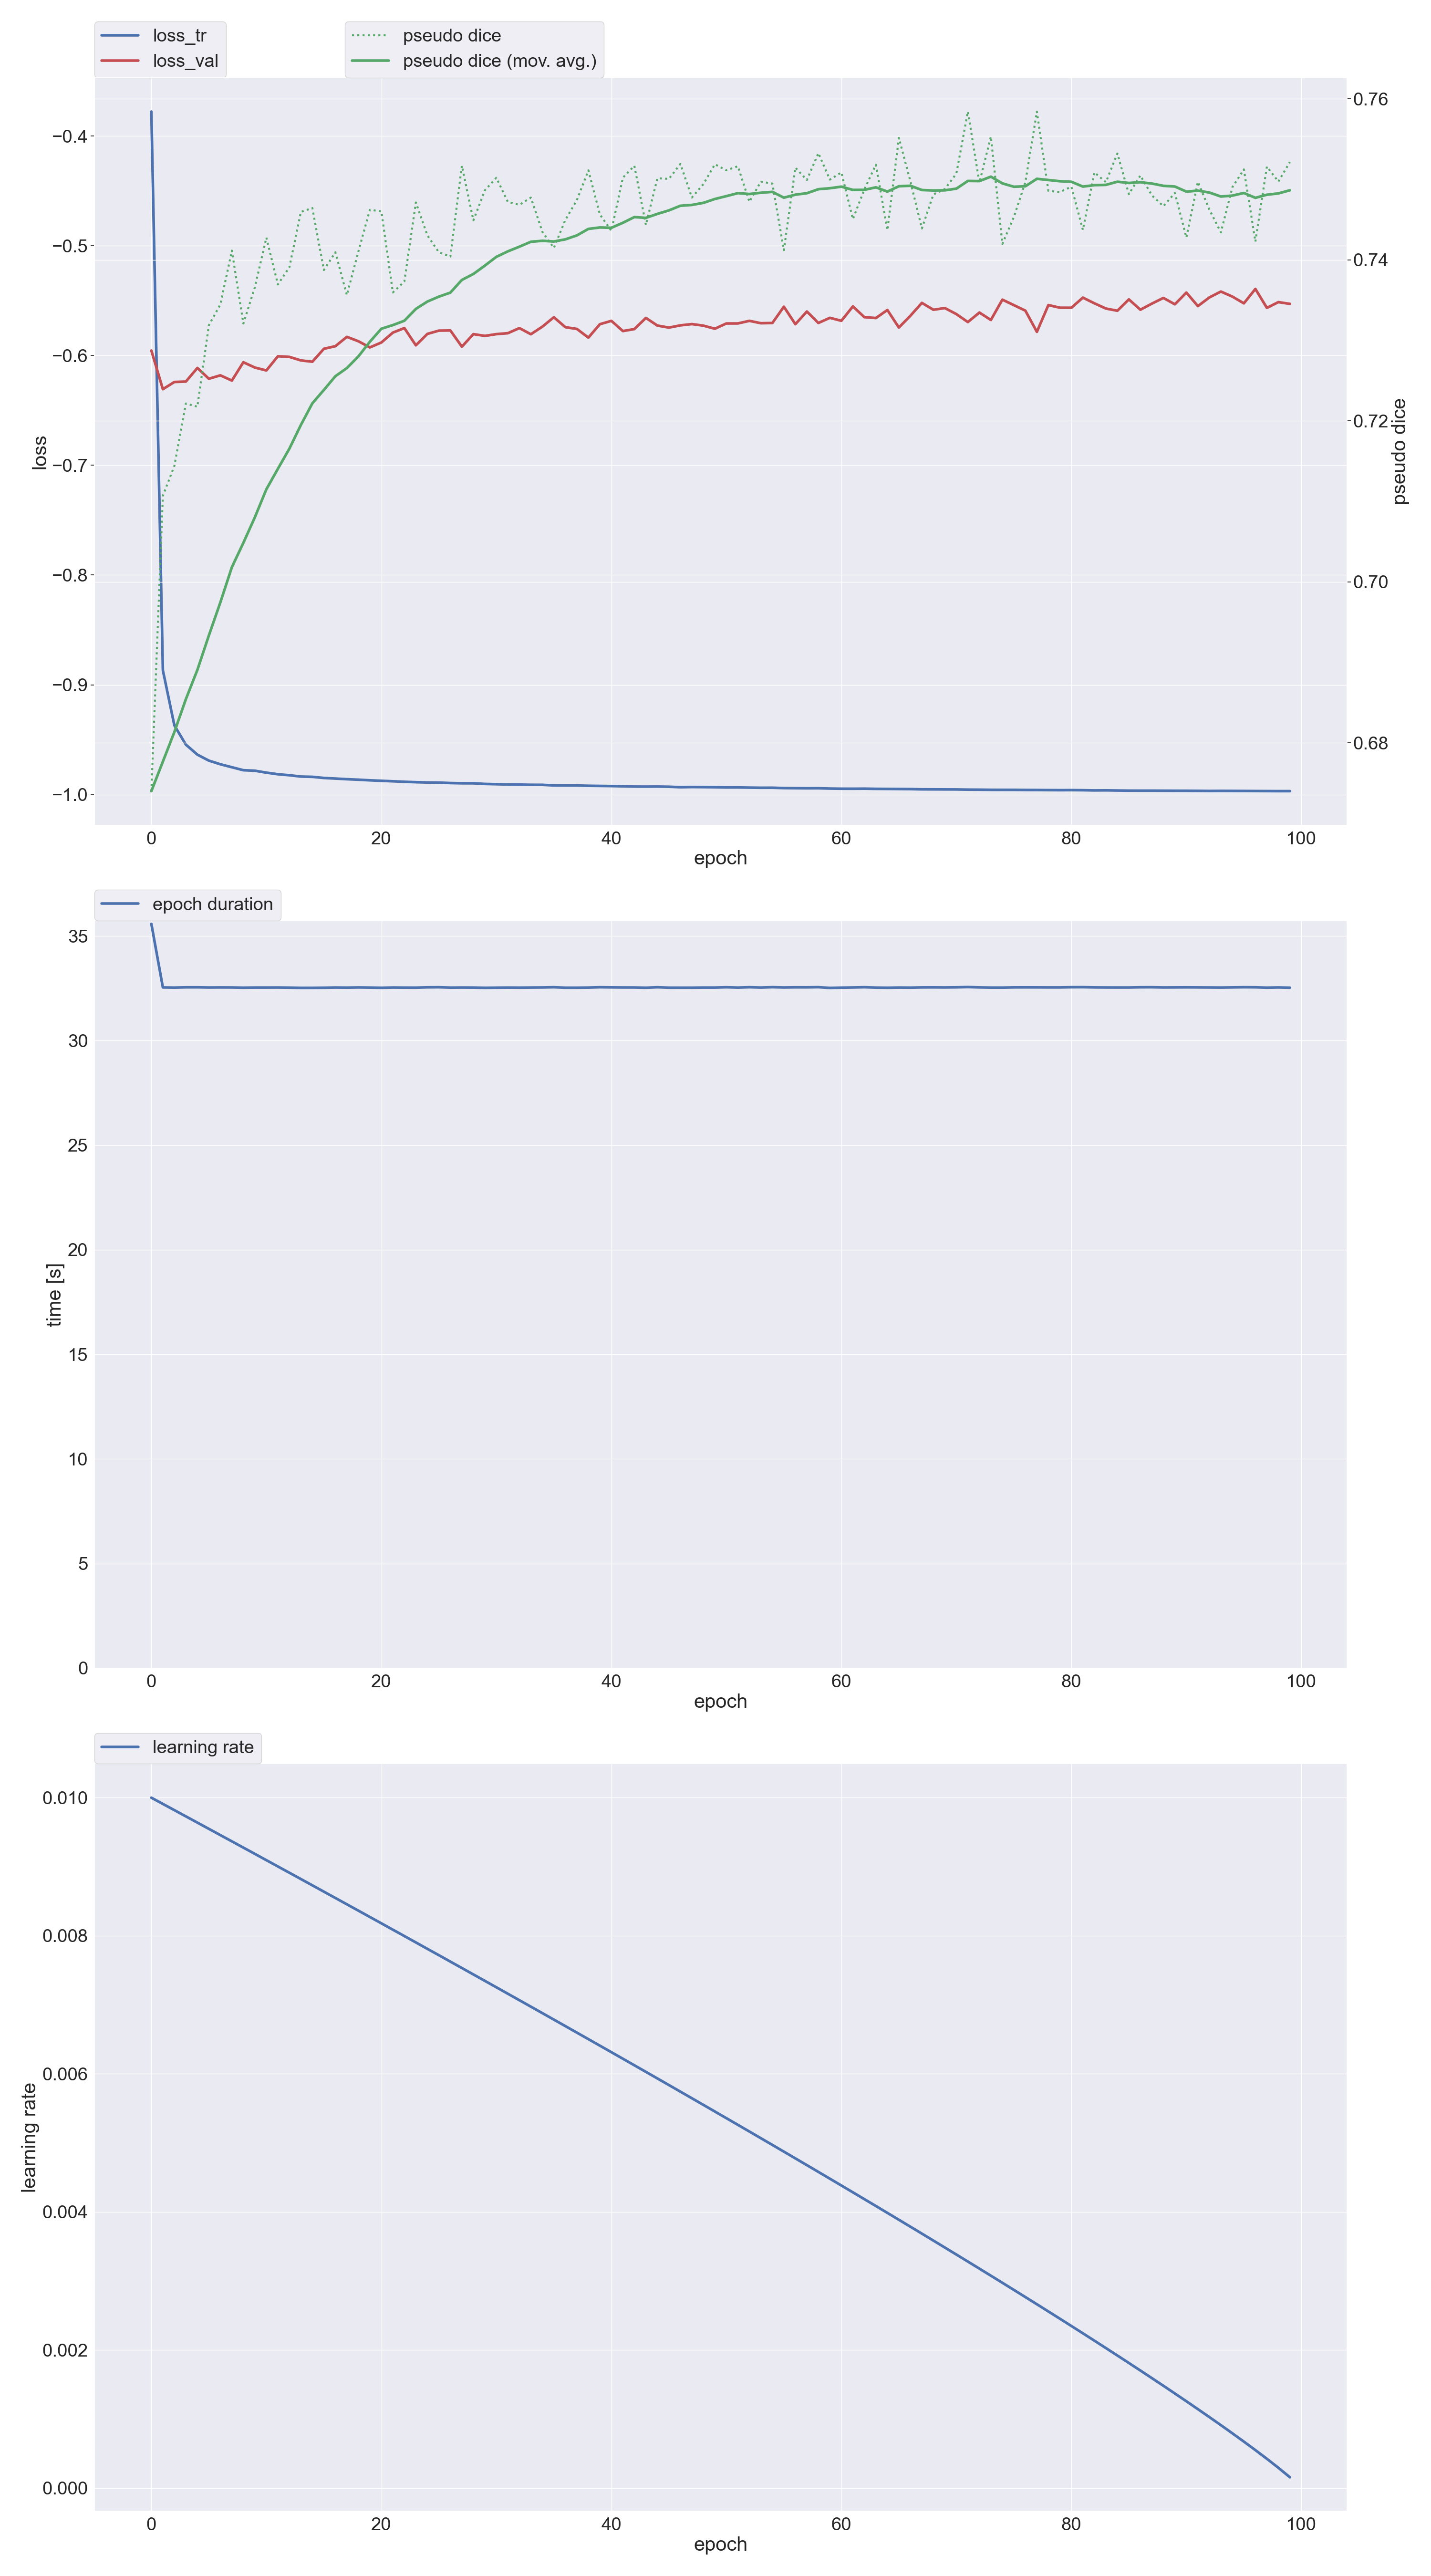 loss_tr
loss_val
pseudo dice
pseudo dice (mov. avg.)
−0.4
−0.5
−0.6
−0.7
−0.8
−0.9
−1.0
loss
0.76
0.74
0.72
0.70
0.68
pseudo dice
0 20 40 60 80 100
epoch
epoch duration
35
30
25
20
15
10
5
0
time [s]
0 20 40 60 80 100
epoch
learning rate
0.010
0.008
0.006
0.004
0.002
0.000
learning rate
0 20 40 60 80 100
epoch